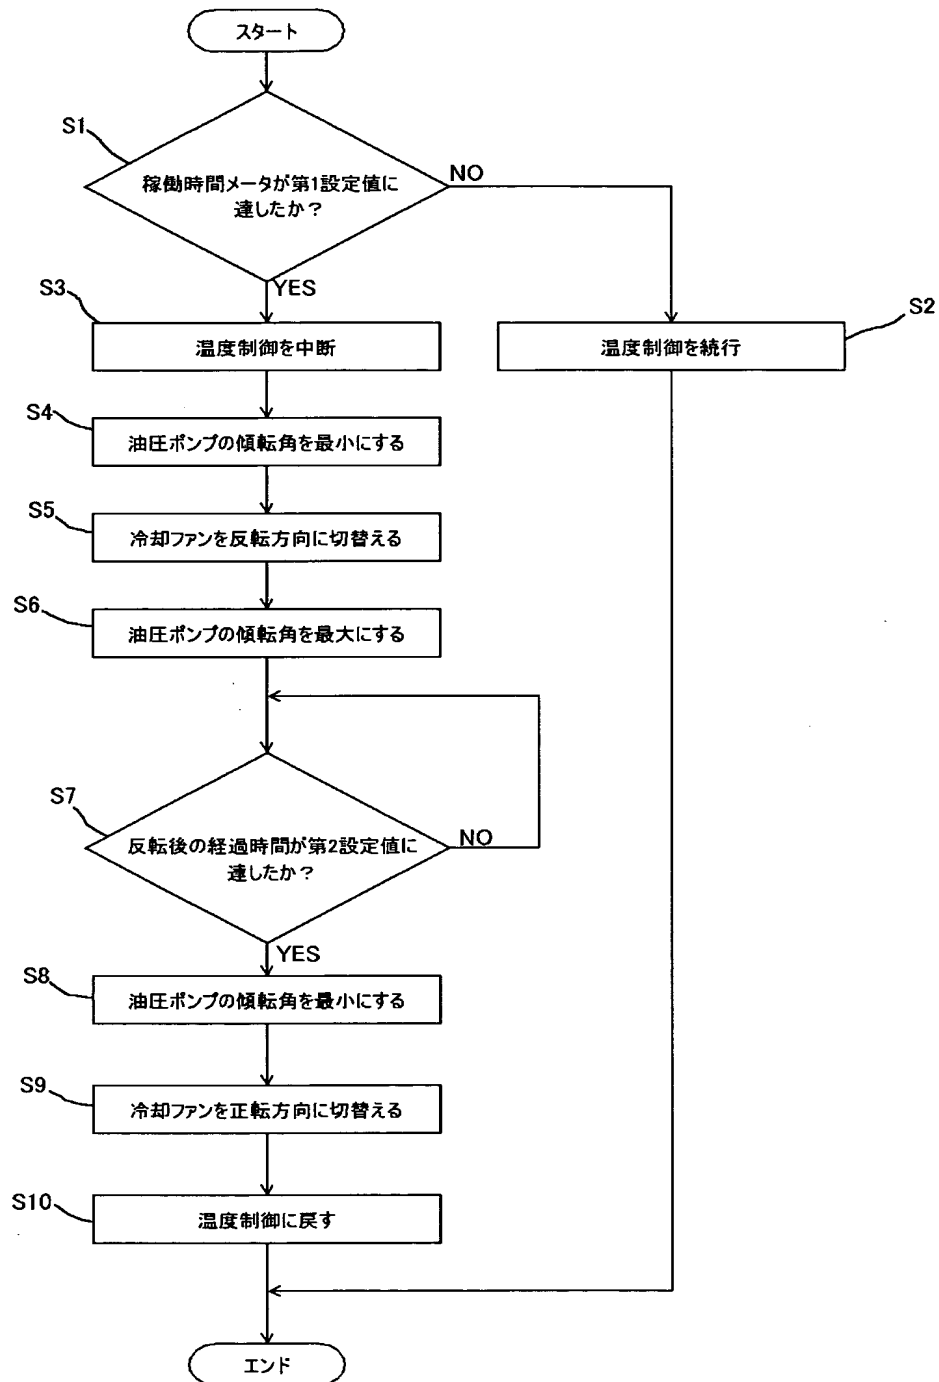 スタート
S1
稼働時間メータが第1設定値に
達したか？
NO
YES
S3
温度制御を中断
S2
温度制御を続行
S4
油圧ポンプの傾転角を最小にする
S5
冷却ファンを反転方向に切替える
S6
油圧ポンプの傾転角を最大にする
S7
反転後の経過時間が第2設定値に
達したか？
NO
YES
S8
油圧ポンプの傾転角を最小にする
S9
冷却ファンを正転方向に切替える
S10
温度制御に戻す
エンド